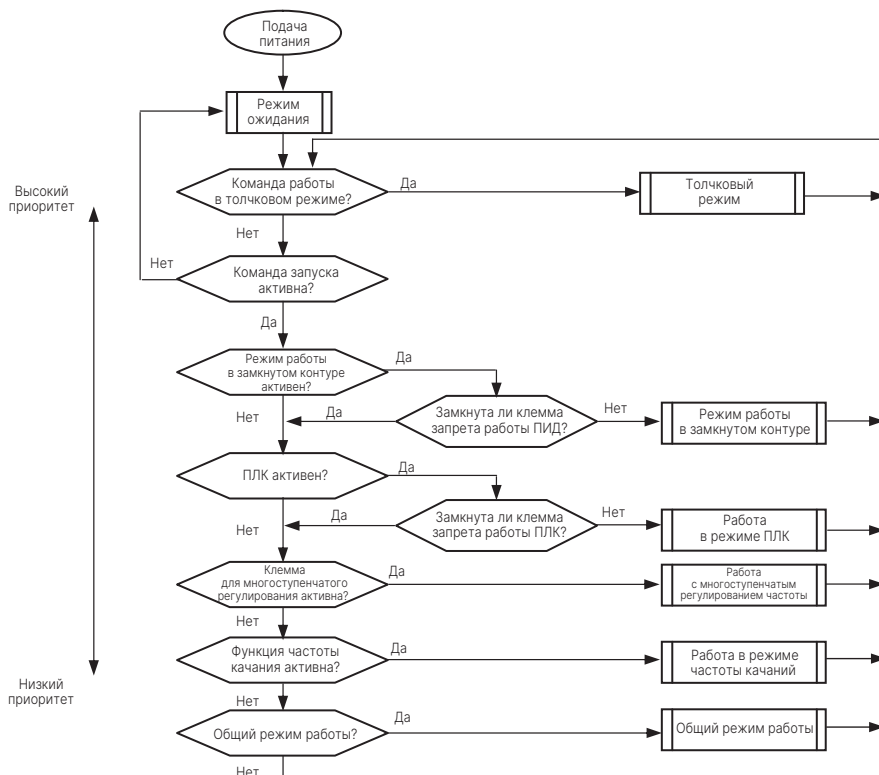 Подача
питания
Режим
ожидания
Высокий
приоритет
Команда работы
в толчковом режиме?
Да
Толчковый
режим
Нет
Нет
Команда запуска
активна?
Да
Режим работы
в замкнутом контуре
активен?
Да
Замкнута ли клемма
запрета работы ПИД?
Да
Нет
Режим работы
в замкнутом контуре
Нет
ПЛК активен?
Да
Замкнута ли клемма
запрета работы ПЛК?
Да
Нет
Работа
в режиме ПЛК
Нет
Клемма
для многоступенчатого
регулирования активна?
Да
Работа
с многоступенчатым
регулированием частоты
Нет
Функция частоты
качания активна?
Да
Работа в режиме
частоты качаний
Низкий
приоритет
Нет
Общий режим работы?
Да
Общий режим работы
Нет